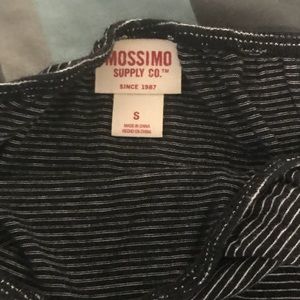 MOSSIMO
SUPPLY CO.™
SINCE 1987
S
MADE IN CHINA
HECHO EN CHINA